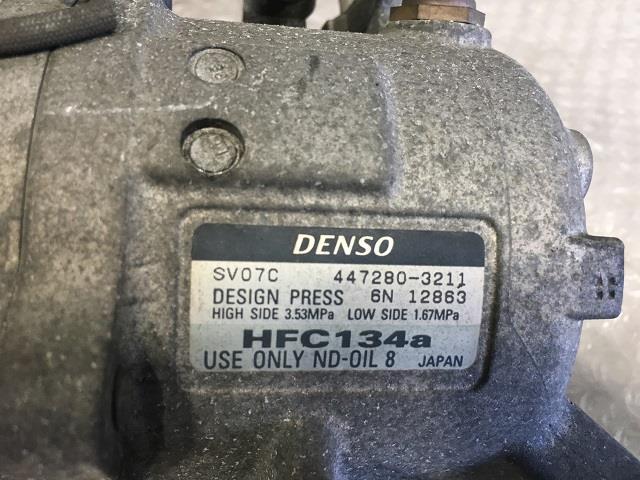 DENSO
SV07C 447280-3211
DESIGN PRESS 6N 12863
HIGH SIDE 3.53MPa LOW SIDE 1.67MPa
HFC134a
USE ONLY ND-OIL 8 JAPAN